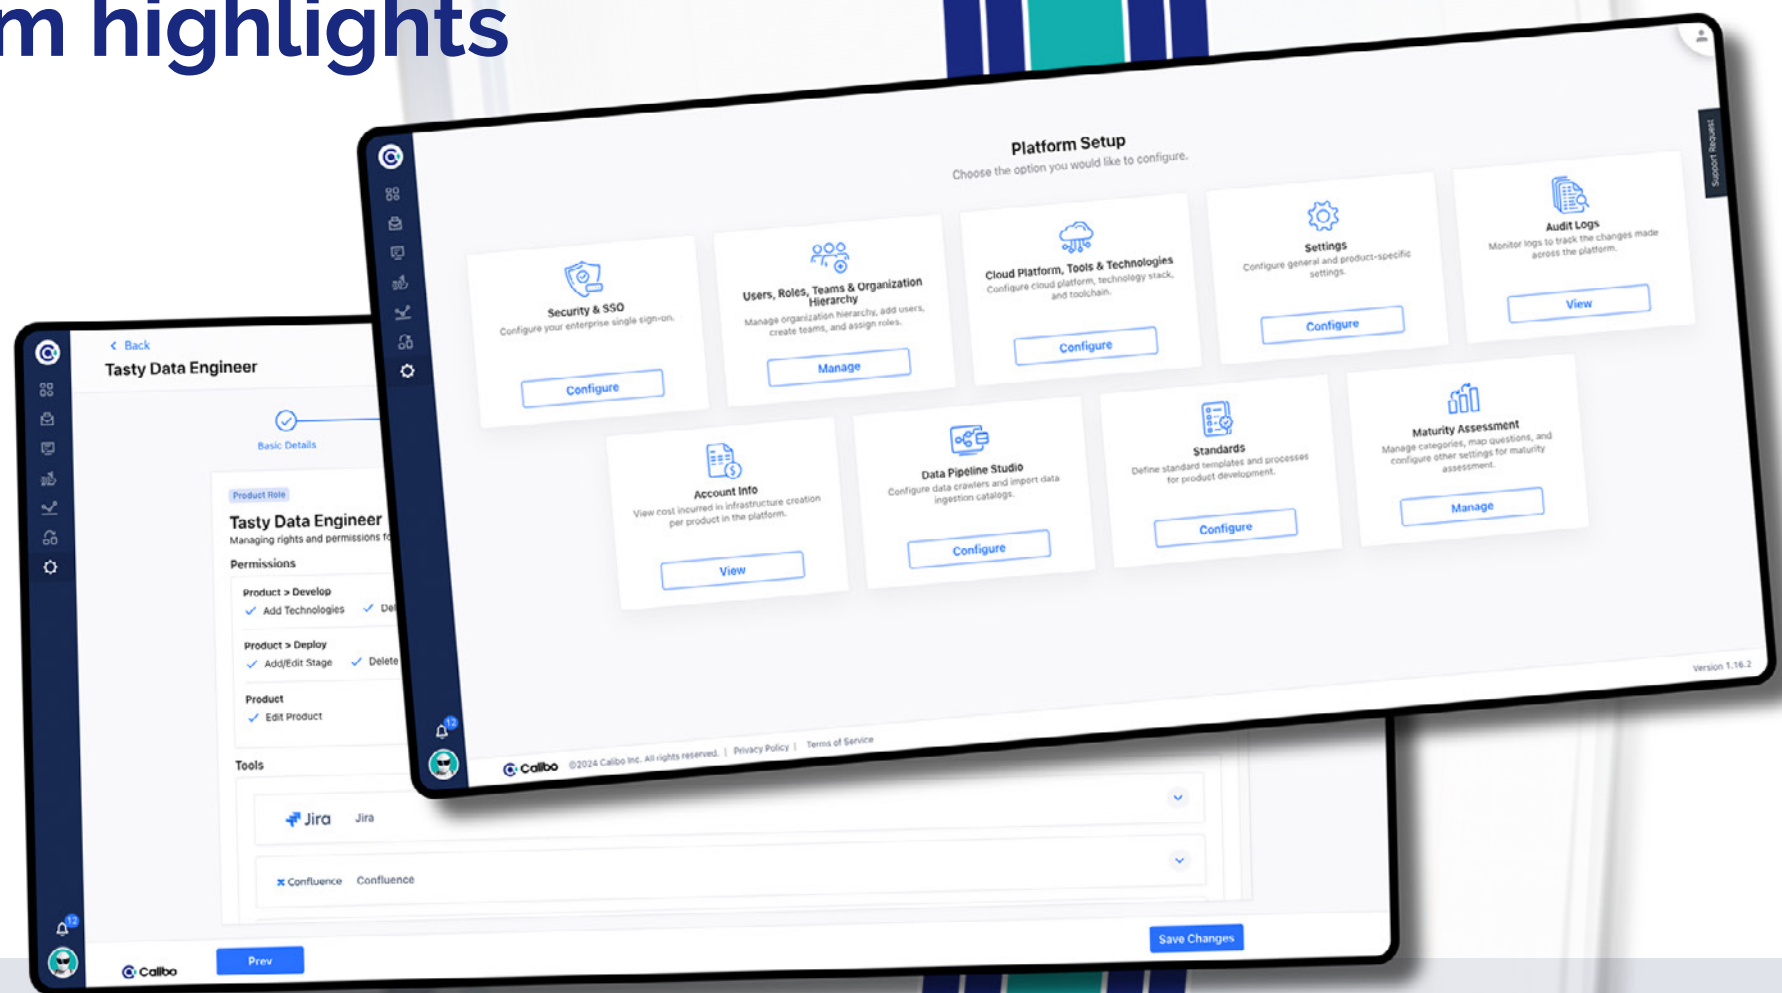 m highlights
Platform Setup
Choose the option you would like to configure.
Support Request
Security & SSO
Configure your enterprise single sign-on.
Configure
Users, Roles, Teams & Organization
Hierarchy
Manage organization hierarchy, add users,
create teams, and assign roles.
Manage
Cloud Platform, Tools & Technologies
Configure cloud platform, technology stack,
and toolchain.
Configure
Settings
Configure general and product-specific
settings.
Configure
Audit Logs
Monitor logs to track the changes made
across the platform.
View
Account Info
View cost incurred in infrastructure creation
per product in the platform.
View
Data Pipeline Studio
Configure data crawlers and import data
ingestion catalogs.
Configure
Standards
Define standard templates and processes
for product development.
Configure
Maturity Assessment
Manage categories, map questions, and
configure other settings for maturity
assessment.
Manage
12
Calibo ©2024 Calibo Inc. All rights reserved. | Privacy Policy | Terms of Service
Version 1.16.2
< Back
Tasty Data Engineer
Basic Details
Product Role
Tasty Data Engineer
Managing rights and permissions fo
Permissions
Product > Develop
Add Technologies Del
Product > Deploy
Add/Edit Stage Delete
Product
Edit Product
Tools
Jira Jira
Confluence Confluence
12
Calibo
Prev
Save Changes